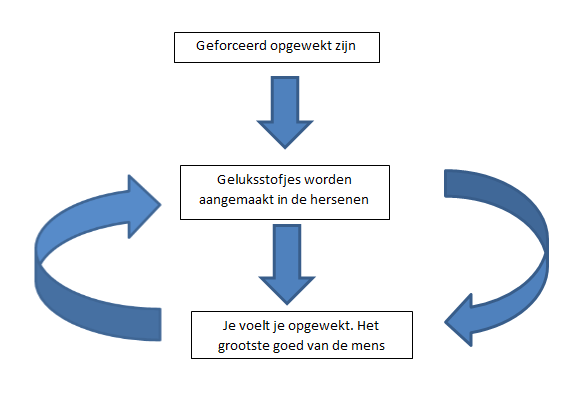 Geforceerd opgewekt zijn
Geluksstofjes worden
aangemaakt in de hersenen
Je voelt je opgewekt. Het
grootste goed van de mens